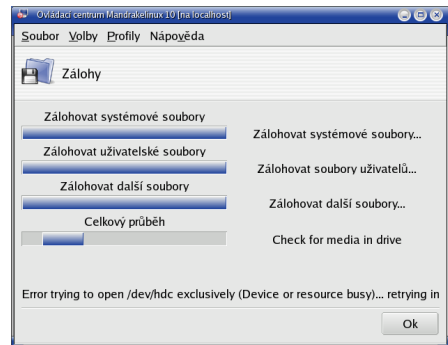 Ovládací centrum Mandrakelinux 10 [na localhost]
Soubor Volby Profily Nápověda
Zálohy
Zálohovat systémové soubory
Zálohovat systémové soubory...
Zálohovat uživatelské soubory
Zálohovat soubory uživatelů...
Zálohovat další soubory
Zálohovat další soubory...
Celkový průběh
Check for media in drive
Error trying to open /dev/hdc exclusively (Device or resource busy)... retrying in
Ok